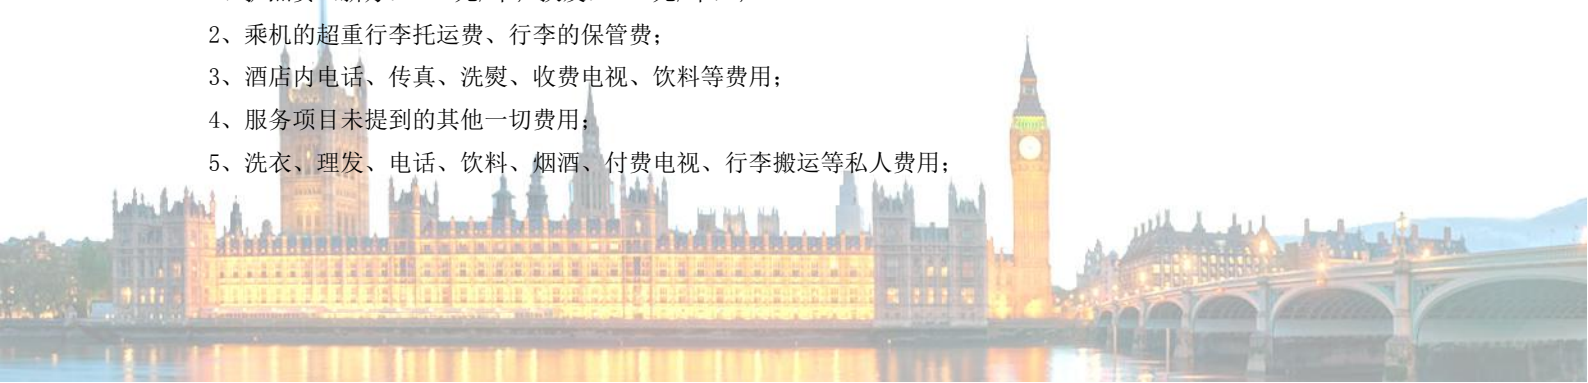 2、乘机的超重行李托运费、行李的保管费；
3、酒店内电话、传真、洗熨、收费电视、饮料等费用；
4、服务项目未提到的其他一切费用；
5、洗衣、理发、电话、饮料、烟酒、付费电视、行李搬运等私人费用；